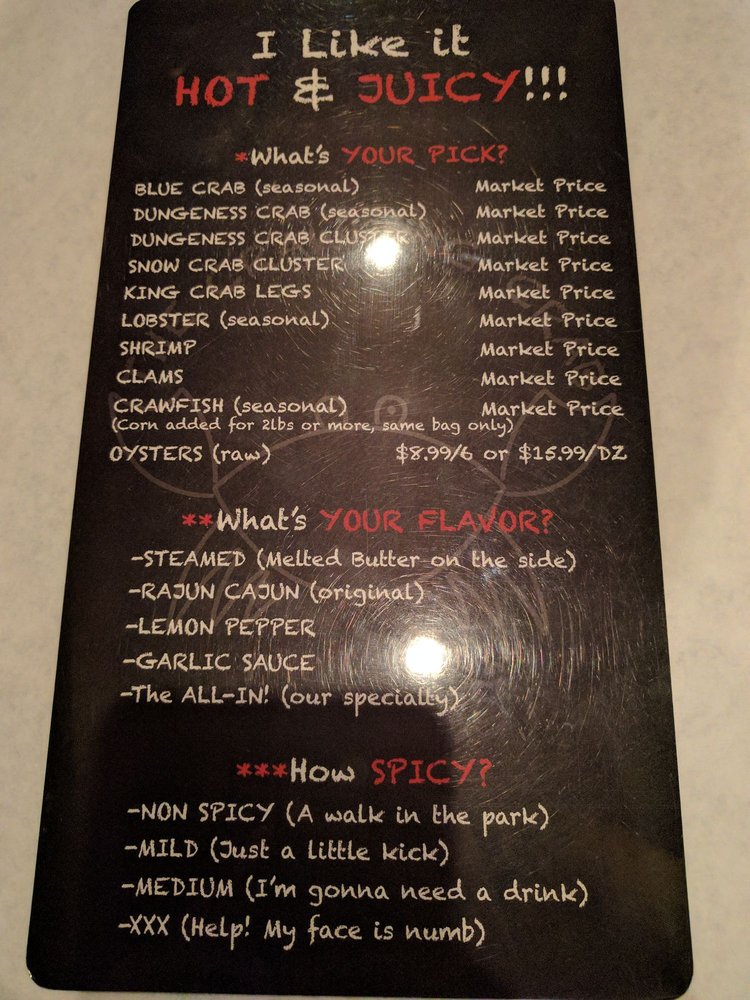 I Like it
HOT & JUICY!!!
*What's YOUR PICK?
BLUE CRAB (seasonal) Market Price
DUNGENESS CRAB (seasonal) Market Price
DUNGENESS CRAB CLUSTER Market Price
SNOW CRAB CLUSTER Market Price
KING CRAB LEGS Market Price
LOBSTER (seasonal) Market Price
SHRIMP Market Price
CLAMS Market Price
CRAWFISH (seasonal) Market Price
(Corn added for 2lbs or more, same bag only)
OYSTERS (raw) $8.99/6 or $15.99/DZ
**What's YOUR FLAVOR?
-STEAMED (Melted Butter on the side)
-RAJUN CAJUN (original)
-LEMON PEPPER
-GARLIC SAUCE
-The ALL-IN! (our specialty)
***How SPICY?
-NON SPICY (A walk in the park)
-MILD (Just a little kick)
-MEDIUM (I'm gonna need a drink)
-XXX (Help! My face is numb)